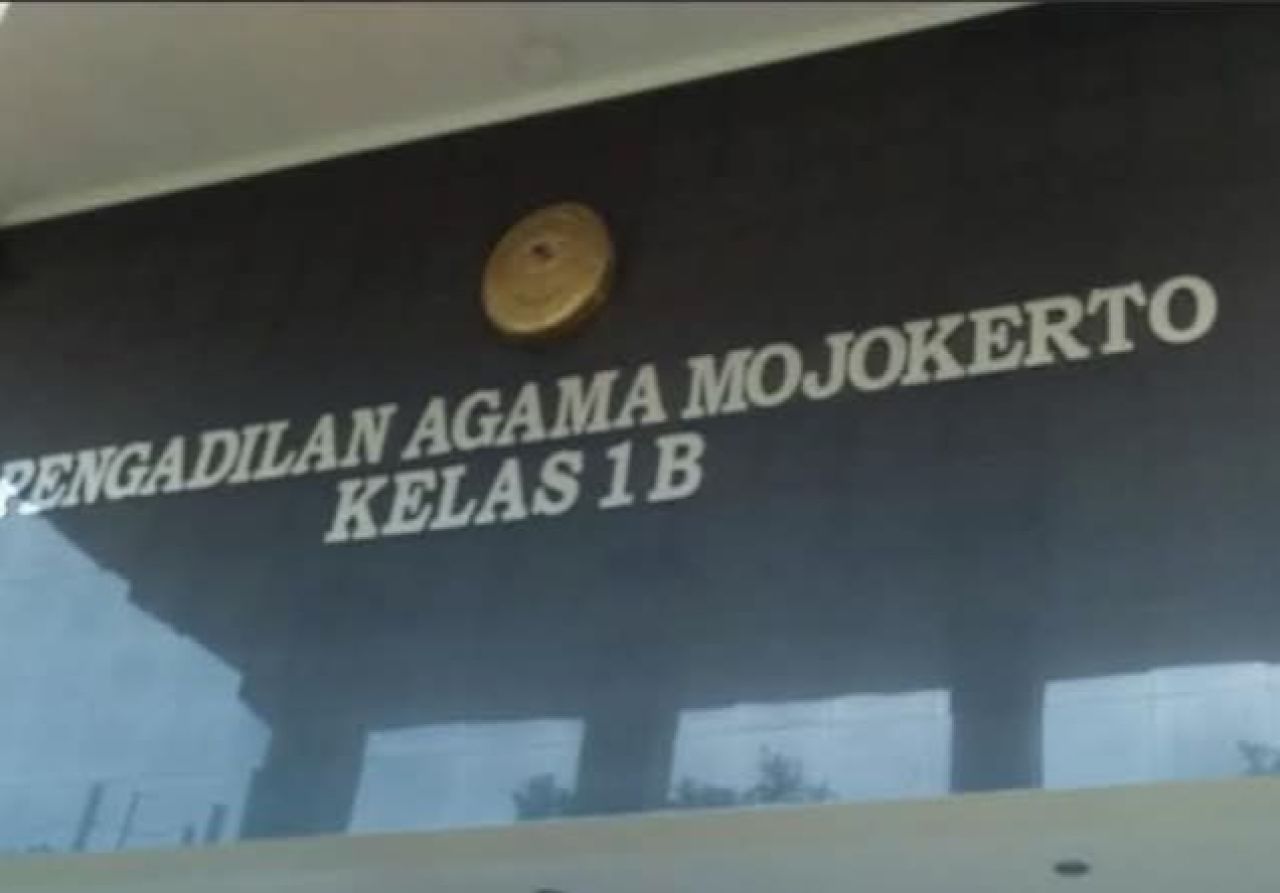 PENGADILAN AGAMA MOJOKERTO
KELAS 1 B